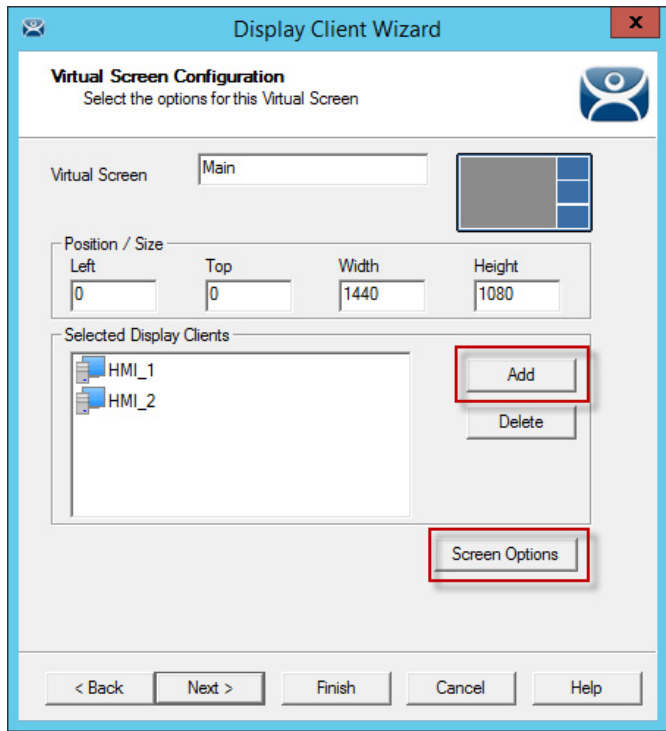 Display Client Wizard
x
Virtual Screen Configuration
Select the options for this Virtual Screen
Virtual Screen Main
Position / Size
Left Top Width Height
0 0 1440 1080
Selected Display Clients
HMI_1
HMI_2
Add
Delete
Screen Options
< Back Next > Finish Cancel Help